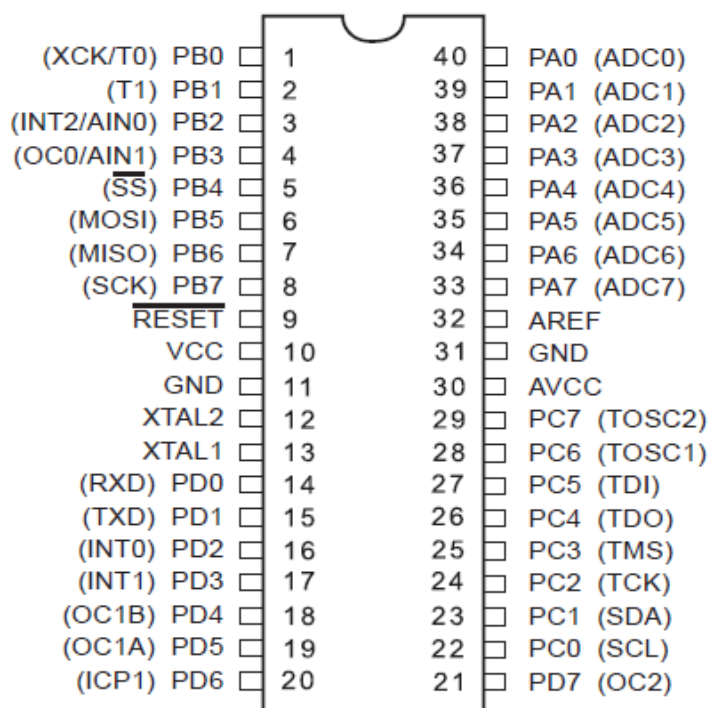 (XCK/T0) PB0 1 40 PA0 (ADC0)
(T1) PB1 2 39 PA1 (ADC1)
(INT2/AIN0) PB2 3 38 PA2 (ADC2)
(OC0/AIN1) PB3 4 37 PA3 (ADC3)
(SS) PB4 5 36 PA4 (ADC4)
(MOSI) PB5 6 35 PA5 (ADC5)
(MISO) PB6 7 34 PA6 (ADC6)
(SCK) PB7 8 33 PA7 (ADC7)
RESET 9 32 AREF
VCC 10 31 GND
GND 11 30 AVCC
XTAL2 12 29 PC7 (TOSC2)
XTAL1 13 28 PC6 (TOSC1)
(RXD) PD0 14 27 PC5 (TDI)
(TXD) PD1 15 26 PC4 (TDO)
(INT0) PD2 16 25 PC3 (TMS)
(INT1) PD3 17 24 PC2 (TCK)
(OC1B) PD4 18 23 PC1 (SDA)
(OC1A) PD5 19 22 PC0 (SCL)
(ICP1) PD6 20 21 PD7 (OC2)